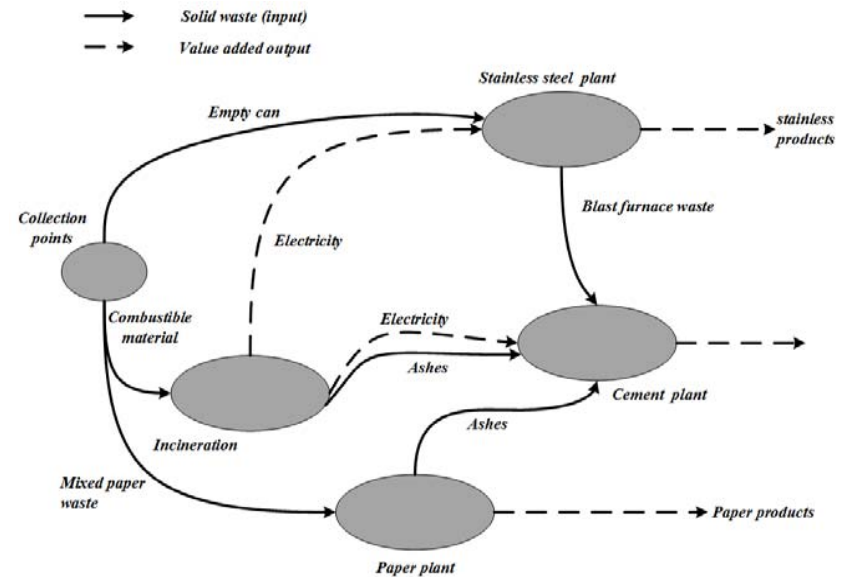 Solid waste (input)
Value added output
Stainless steel plant
Empty can
stainless
products
Collection
points
Blast furnace waste
Electricity
Combustible
material
Electricity
Ashes
Cement plant
Incineration
Ashes
Mixed paper
waste
Paper products
Paper plant